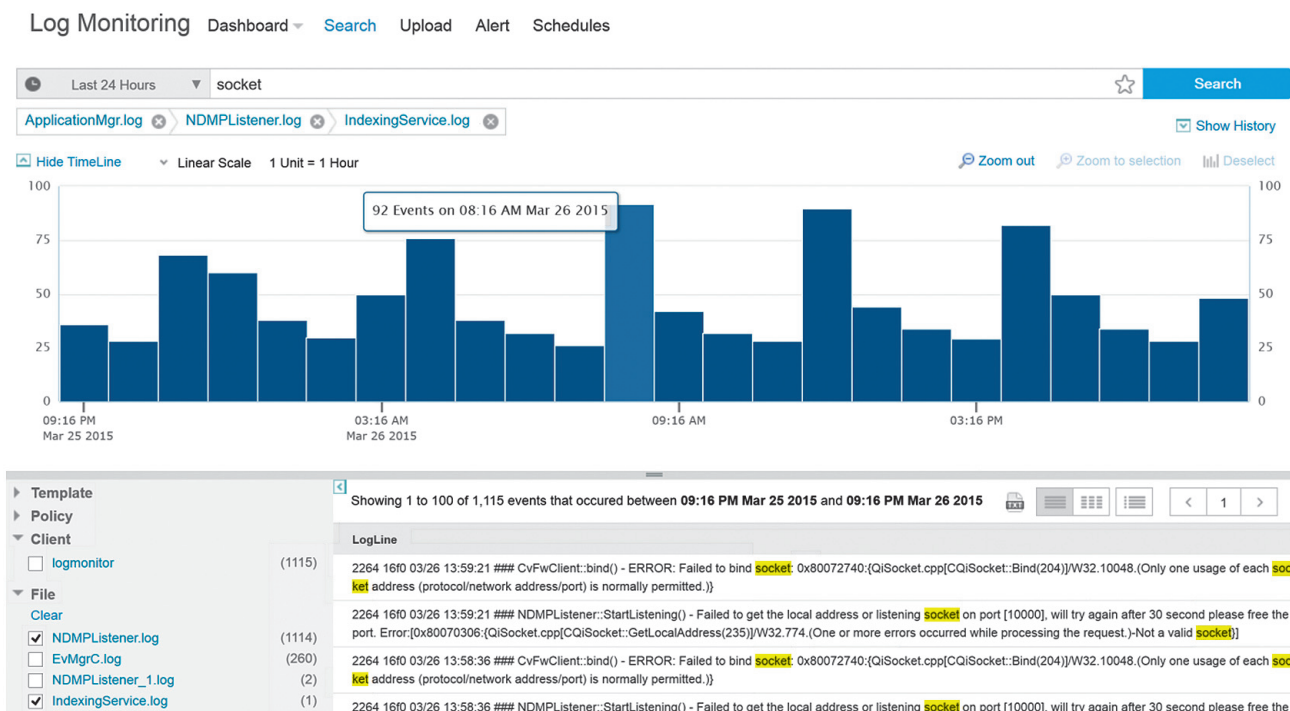 Log Monitoring Dashboard Search Upload Alert Schedules
Last 24 Hours socket Search
ApplicationMgr.log NDMPListener.log IndexingService.log
Show History
Hide TimeLine Linear Scale 1 Unit = 1 Hour Zoom out Zoom to selection Deselect
100 100
92 Events on 08:16 AM Mar 26 2015
75 75
50 50
25 25
0 0
09:16 PM 03:16 AM 09:16 AM 03:16 PM
Mar 25 2015 Mar 26 2015
Template
Policy
Client
logmonitor (1115)
File
Clear
NDMPListener.log (1114)
EvMgrC.log (260)
NDMPListener_1.log (2)
IndexingService.log (1)
Showing 1 to 100 of 1,115 events that occured between 09:16 PM Mar 25 2015 and 09:16 PM Mar 26 2015 TXT 1
LogLine
2264 16f0 03/26 13:59:21 ### CvFwClient::bind() - ERROR: Failed to bind socket: 0x80072740:{QiSocket.cpp[CQiSocket::Bind(204)]/W32.10048.(Only one usage of each soc
ket address (protocol/network address/port) is normally permitted.)}
2264 16f0 03/26 13:59:21 ### NDMPListener::StartListening() - Failed to get the local address or listening socket on port [10000], will try again after 30 second please free the
port. Error:[0x80070306:{QiSocket.cpp[CQiSocket::GetLocalAddress(235)]/W32.774.(One or more errors occurred while processing the request.)-Not a valid socket}]
2264 16f0 03/26 13:58:36 ### CvFwClient::bind() - ERROR: Failed to bind socket: 0x80072740:{QiSocket.cpp[CQiSocket::Bind(204)]/W32.10048.(Only one usage of each soc
ket address (protocol/network address/port) is normally permitted.)}
2264 16f0 03/26 13:58:36 ### NDMPListener::StartListening() - Failed to get the local address or listening socket on port [10000], will try again after 30 second please free the